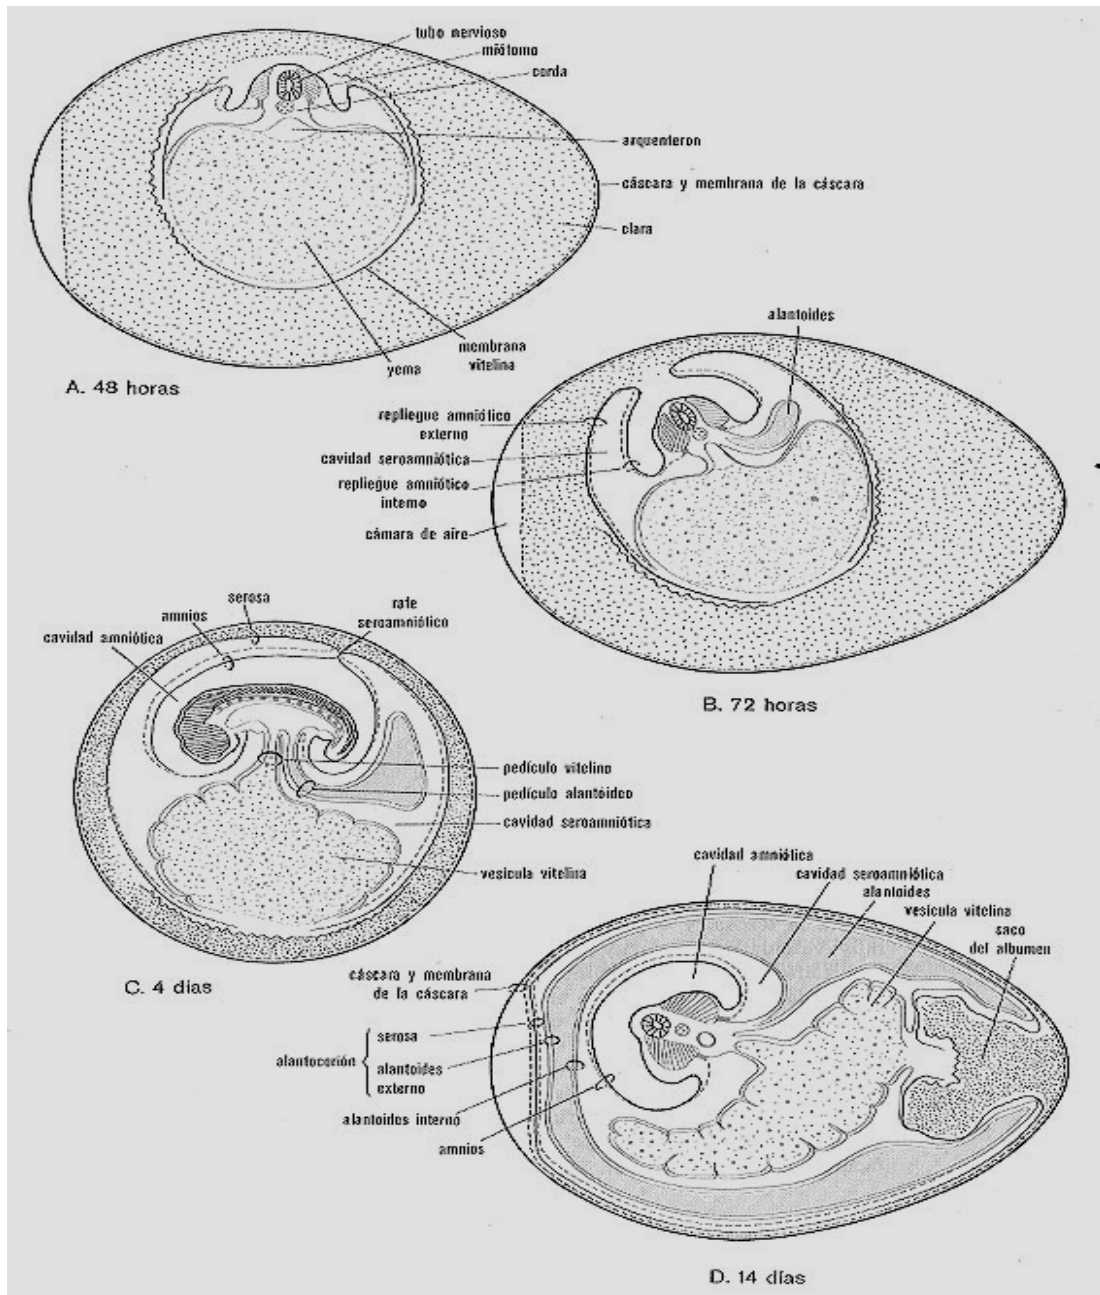 tubo nervioso
miótomo
corda
arquenteron
cáscara y membrana de la cáscara
clara
membrana
vitelina
yema
A. 48 horas
alantoides
repliegue amniótico
externo
cavidad seroamniótica
repliegue amniótico
interno
cámara de aire
B. 72 horas
serosa
amnios
cavidad amniótica
rafe
seroamniótico
pedículo vitelino
pedículo alantóideo
cavidad seroamniótica
vesícula vitelina
C. 4 días
cavidad amniótica
cavidad seroamniótica
alantoides
vesícula vitelina
saco
del albumen
cáscara y membrana
de la cáscara
serosa
alantocorión
alantoides
externo
alantoides interno
amnios
D. 14 días